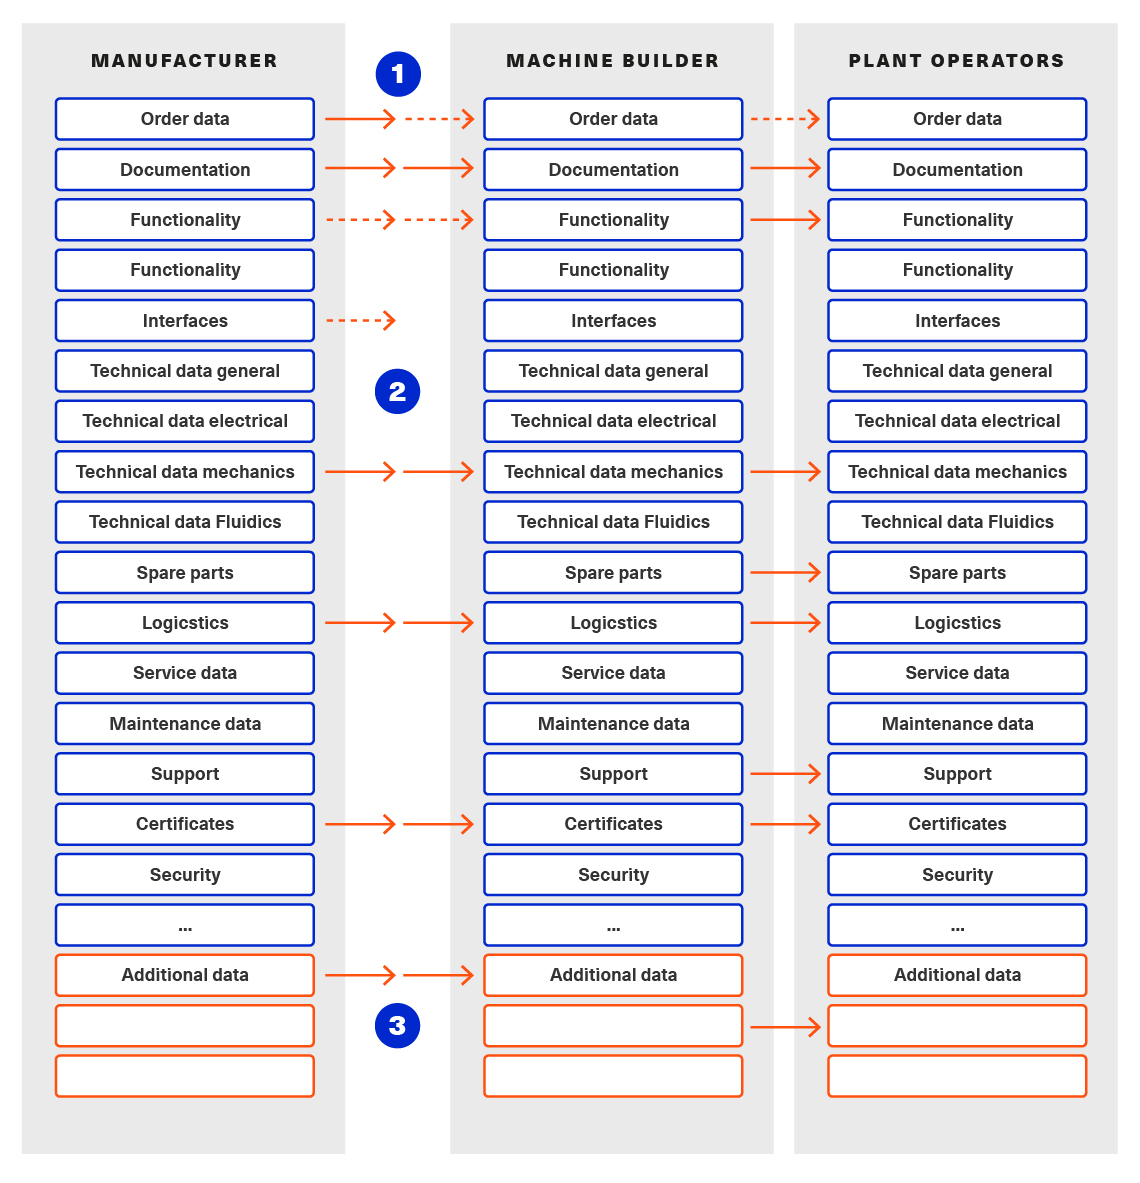 MANUFACTURER
Order data
Documentation
Functionality
Functionality
Interfaces
Technical data general
Technical data electrical
Technical data mechanics
Technical data Fluidics
Spare parts
Logicstics
Service data
Maintenance data
Support
Certificates
Security
...
Additional data
1
2
3
MACHINE BUILDER
Order data
Documentation
Functionality
Functionality
Interfaces
Technical data general
Technical data electrical
Technical data mechanics
Technical data Fluidics
Spare parts
Logicstics
Service data
Maintenance data
Support
Certificates
Security
...
Additional data
PLANT OPERATORS
Order data
Documentation
Functionality
Functionality
Interfaces
Technical data general
Technical data electrical
Technical data mechanics
Technical data Fluidics
Spare parts
Logicstics
Service data
Maintenance data
Support
Certificates
Security
...
Additional data